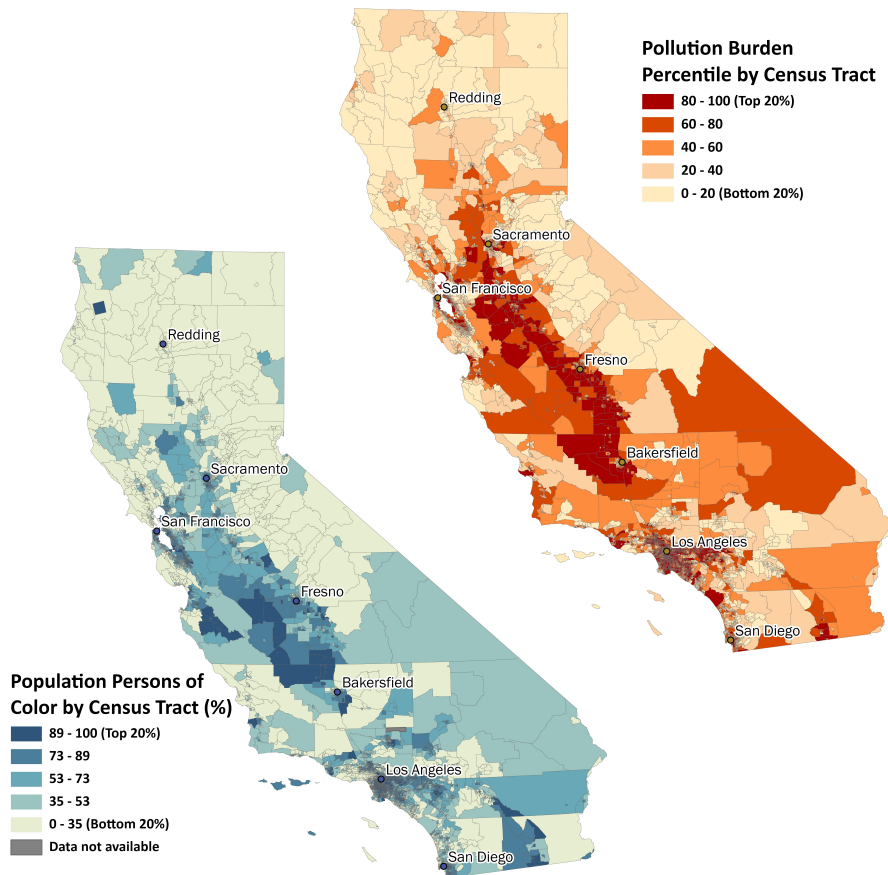 Pollution Burden
Percentile by Census Tract
80 - 100 (Top 20%)
60 - 80
40 - 60
20 - 40
0 - 20 (Bottom 20%)
Redding
Sacramento
San Francisco
Fresno
Bakersfield
Los Angeles
San Diego
Redding
Sacramento
San Francisco
Fresno
Bakersfield
Los Angeles
San Diego
Population Persons of
Color by Census Tract (%)
89 - 100 (Top 20%)
73 - 89
53 - 73
35 - 53
0 - 35 (Bottom 20%)
Data not available